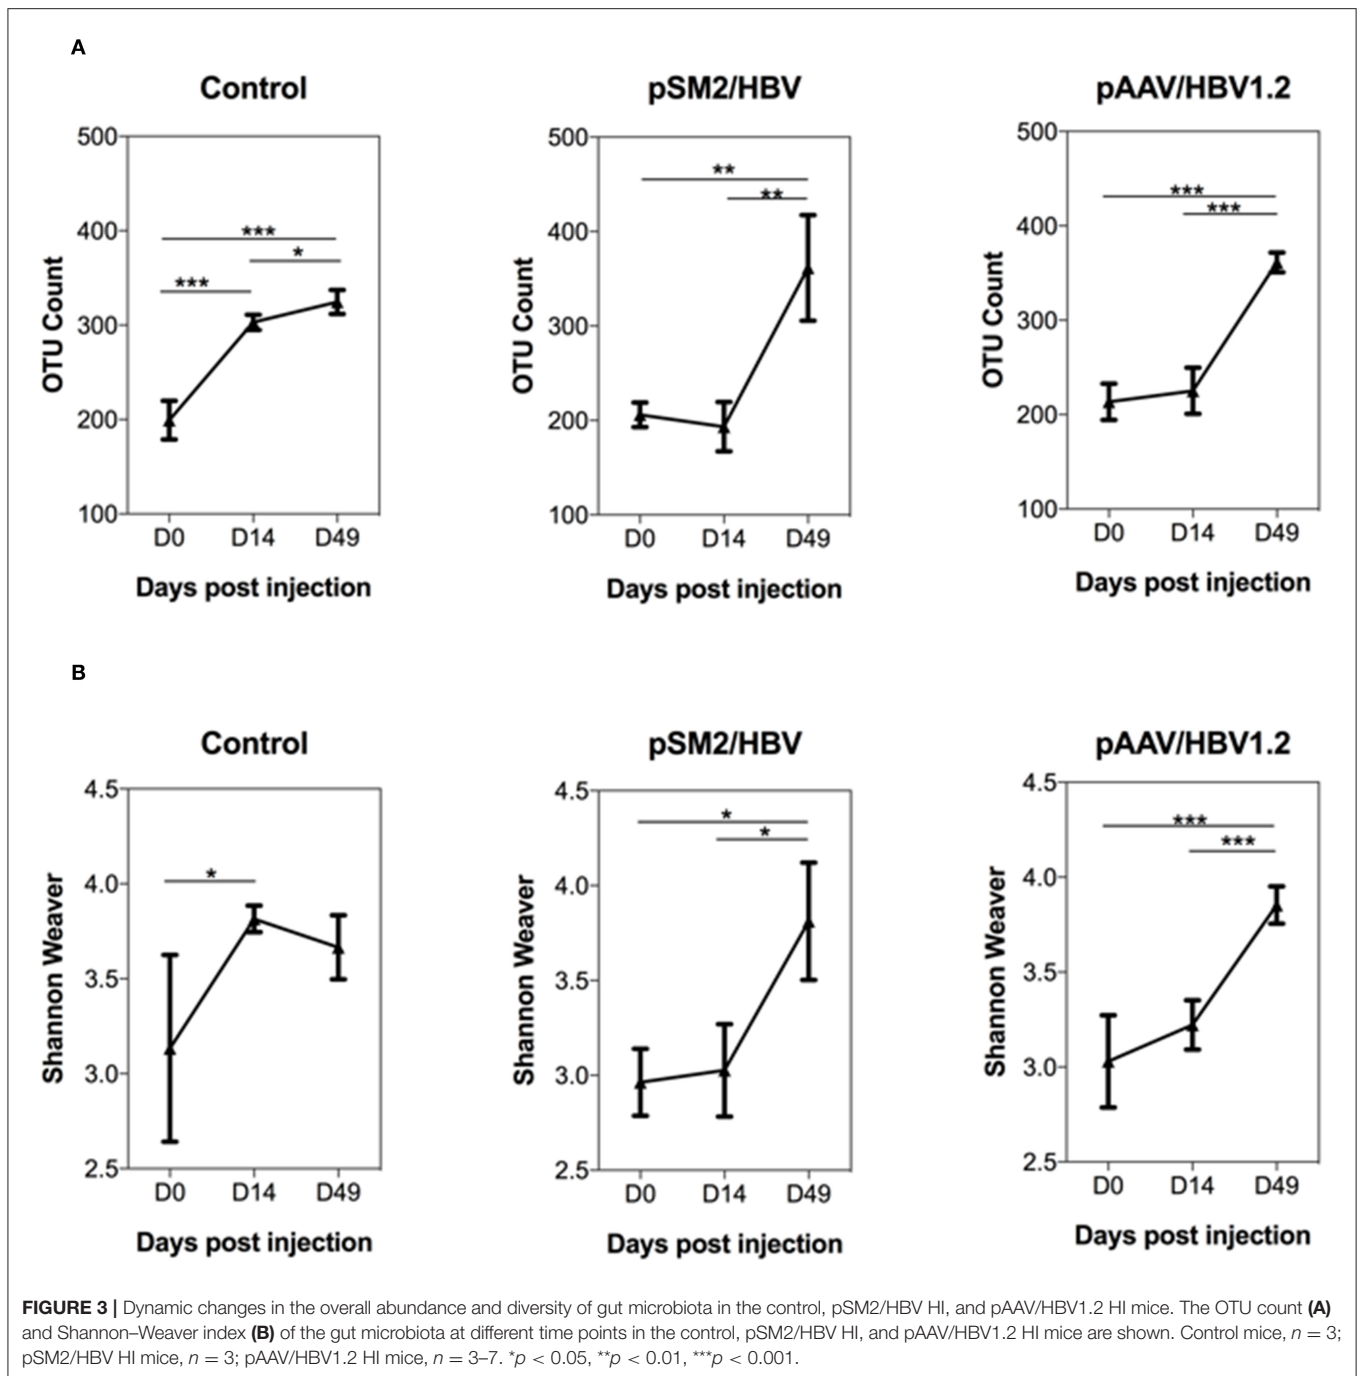 A
Control
pSM2/HBV
pAAV/HBV1.2
500
400
300
200
100
OTU Count
***
*
***
D0 D14 D49
Days post injection
500
400
300
200
100
OTU Count
**
**
D0 D14 D49
Days post injection
500
400
300
200
100
OTU Count
***
***
D0 D14 D49
Days post injection
B
Control
pSM2/HBV
pAAV/HBV1.2
4.5
4.0
3.5
3.0
2.5
Shannon Weaver
*
D0 D14 D49
Days post injection
4.5
4.0
3.5
3.0
2.5
Shannon Weaver
*
*
D0 D14 D49
Days post injection
4.5
4.0
3.5
3.0
2.5
Shannon Weaver
***
***
D0 D14 D49
Days post injection
FIGURE 3 | Dynamic changes in the overall abundance and diversity of gut microbiota in the control, pSM2/HBV HI, and pAAV/HBV1.2 HI mice. The OTU count (A)
and Shannon–Weaver index (B) of the gut microbiota at different time points in the control, pSM2/HBV HI, and pAAV/HBV1.2 HI mice are shown. Control mice, n = 3;
pSM2/HBV HI mice, n = 3; pAAV/HBV1.2 HI mice, n = 3–7. *p < 0.05, **p < 0.01, ***p < 0.001.